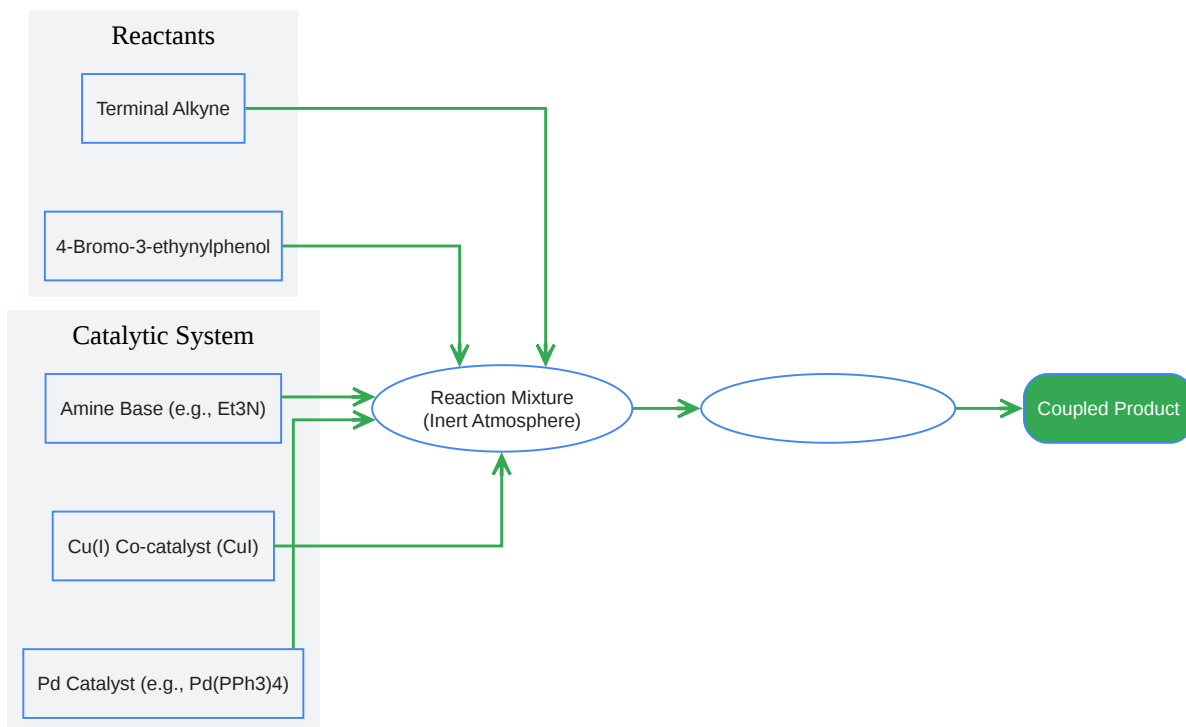 Reactants
Terminal Alkyne
4-Bromo-3-ethynylphenol
Catalytic System
Amine Base (e.g., Et3N)
Reaction Mixture
(Inert Atmosphere)
Coupled Product
Cu(I) Co-catalyst (CuI)
Pd Catalyst (e.g., Pd(PPh3)4)